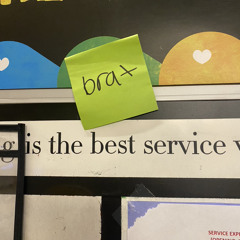 brat
g is the best service
SERVICE EXP